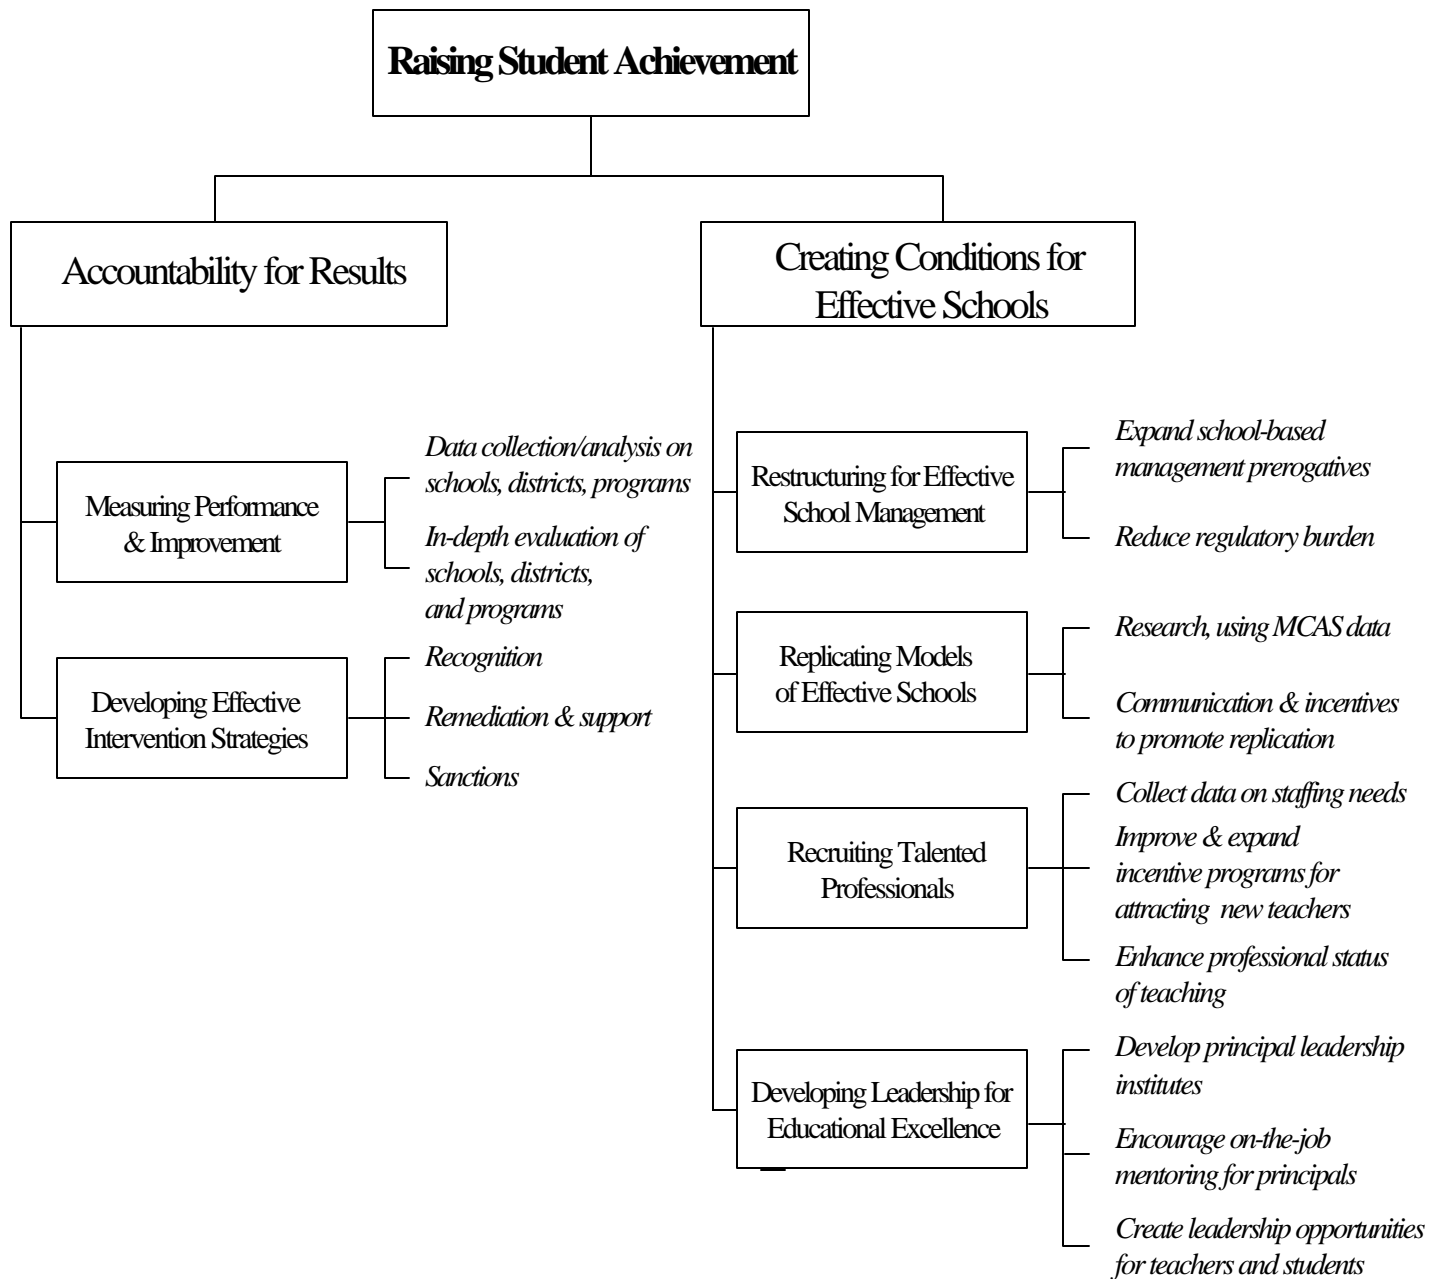 Raising Student Achievement
Accountability for Results
Measuring Performance
& Improvement
Data collection/analysis on
schools, districts, programs
In-depth evaluation of
schools, districts,
and programs
Developing Effective
Intervention Strategies
Recognition
Remediation & support
Sanctions
Creating Conditions for
Effective Schools
Restructuring for Effective
School Management
Expand school-based
management prerogatives
Reduce regulatory burden
Replicating Models
of Effective Schools
Research, using MCAS data
Communication & incentives
to promote replication
Recruiting Talented
Professionals
Collect data on staffing needs
Improve & expand
incentive programs for
attracting new teachers
Enhance professional status
of teaching
Developing Leadership for
Educational Excellence
Develop principal leadership
institutes
Encourage on-the-job
mentoring for principals
Create leadership opportunities
for teachers and students